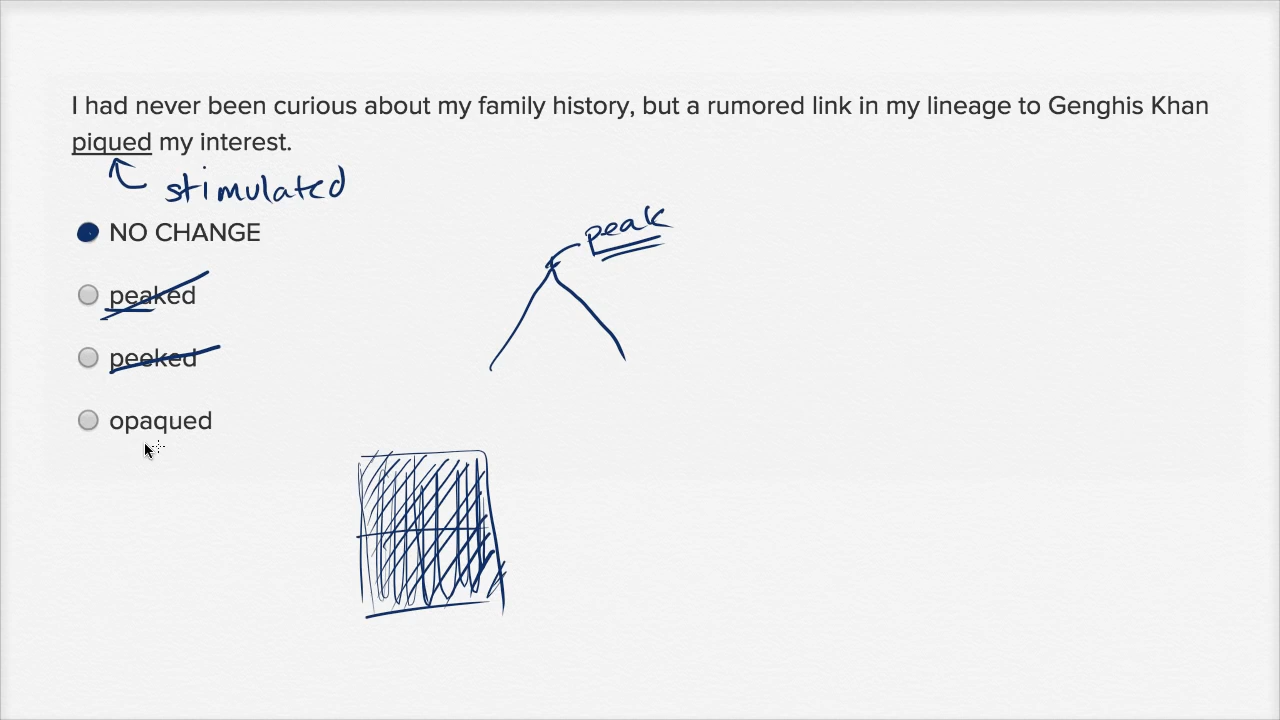 I had never been curious about my family history, but a rumored link in my lineage to Genghis Khan
piqued my interest.
stimulated
NO CHANGE
peak
peaked
peeked
opaqued